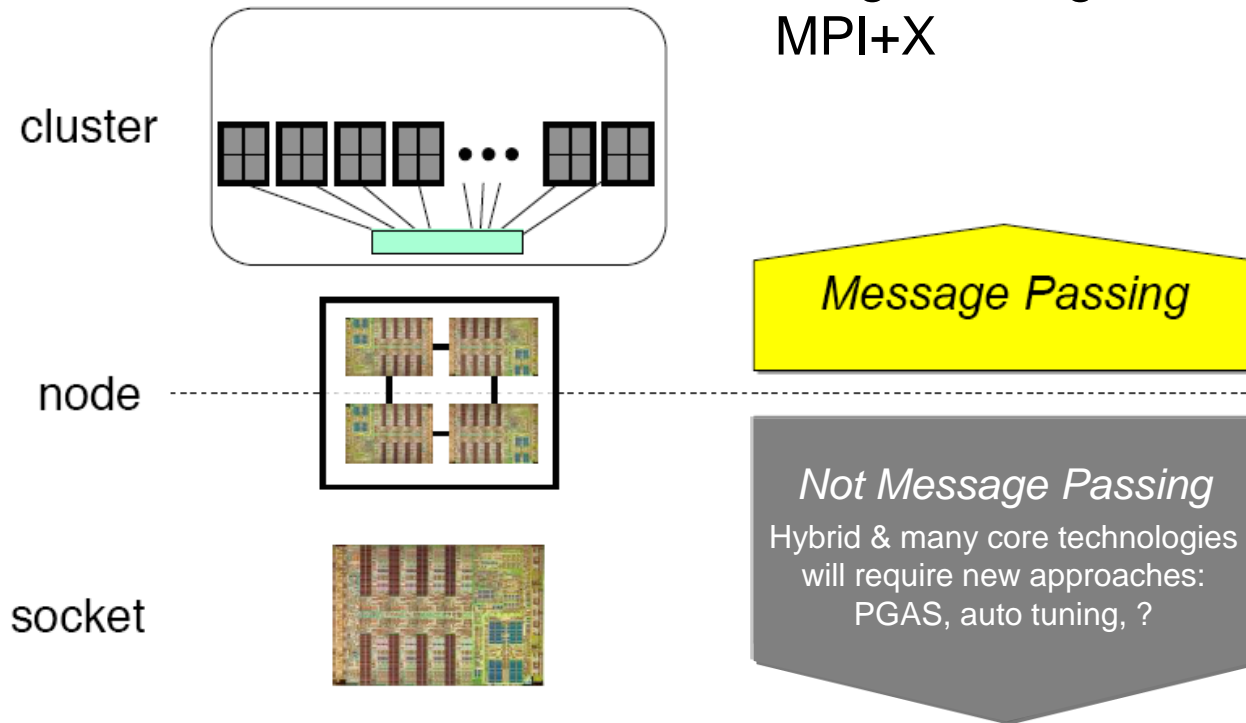 MPI+X
cluster
Message Passing
node
Not Message Passing
Hybrid & many core technologies
will require new approaches:
PGAS, auto tuning, ?
socket